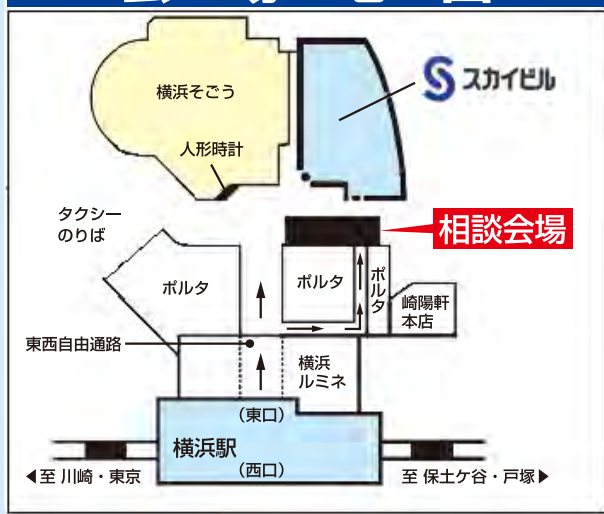 横浜そごう
スカイビル
人形時計
タクシー
のりば
相談会場
ポルタ
ポルタ
ポルタ
崎陽軒
本店
東西自由通路
横浜
ルミネ
(東口)
横浜駅
(西口)
至 川崎・東京
至 保土ケ谷・戸塚